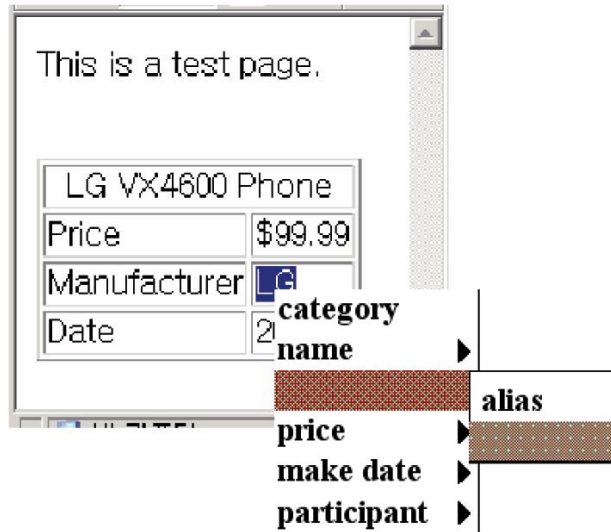 This is a test page.
LG VX4600 Phone
Price $99.99
Manufacturer LG
Date
category
name
alias
price
make date
participant